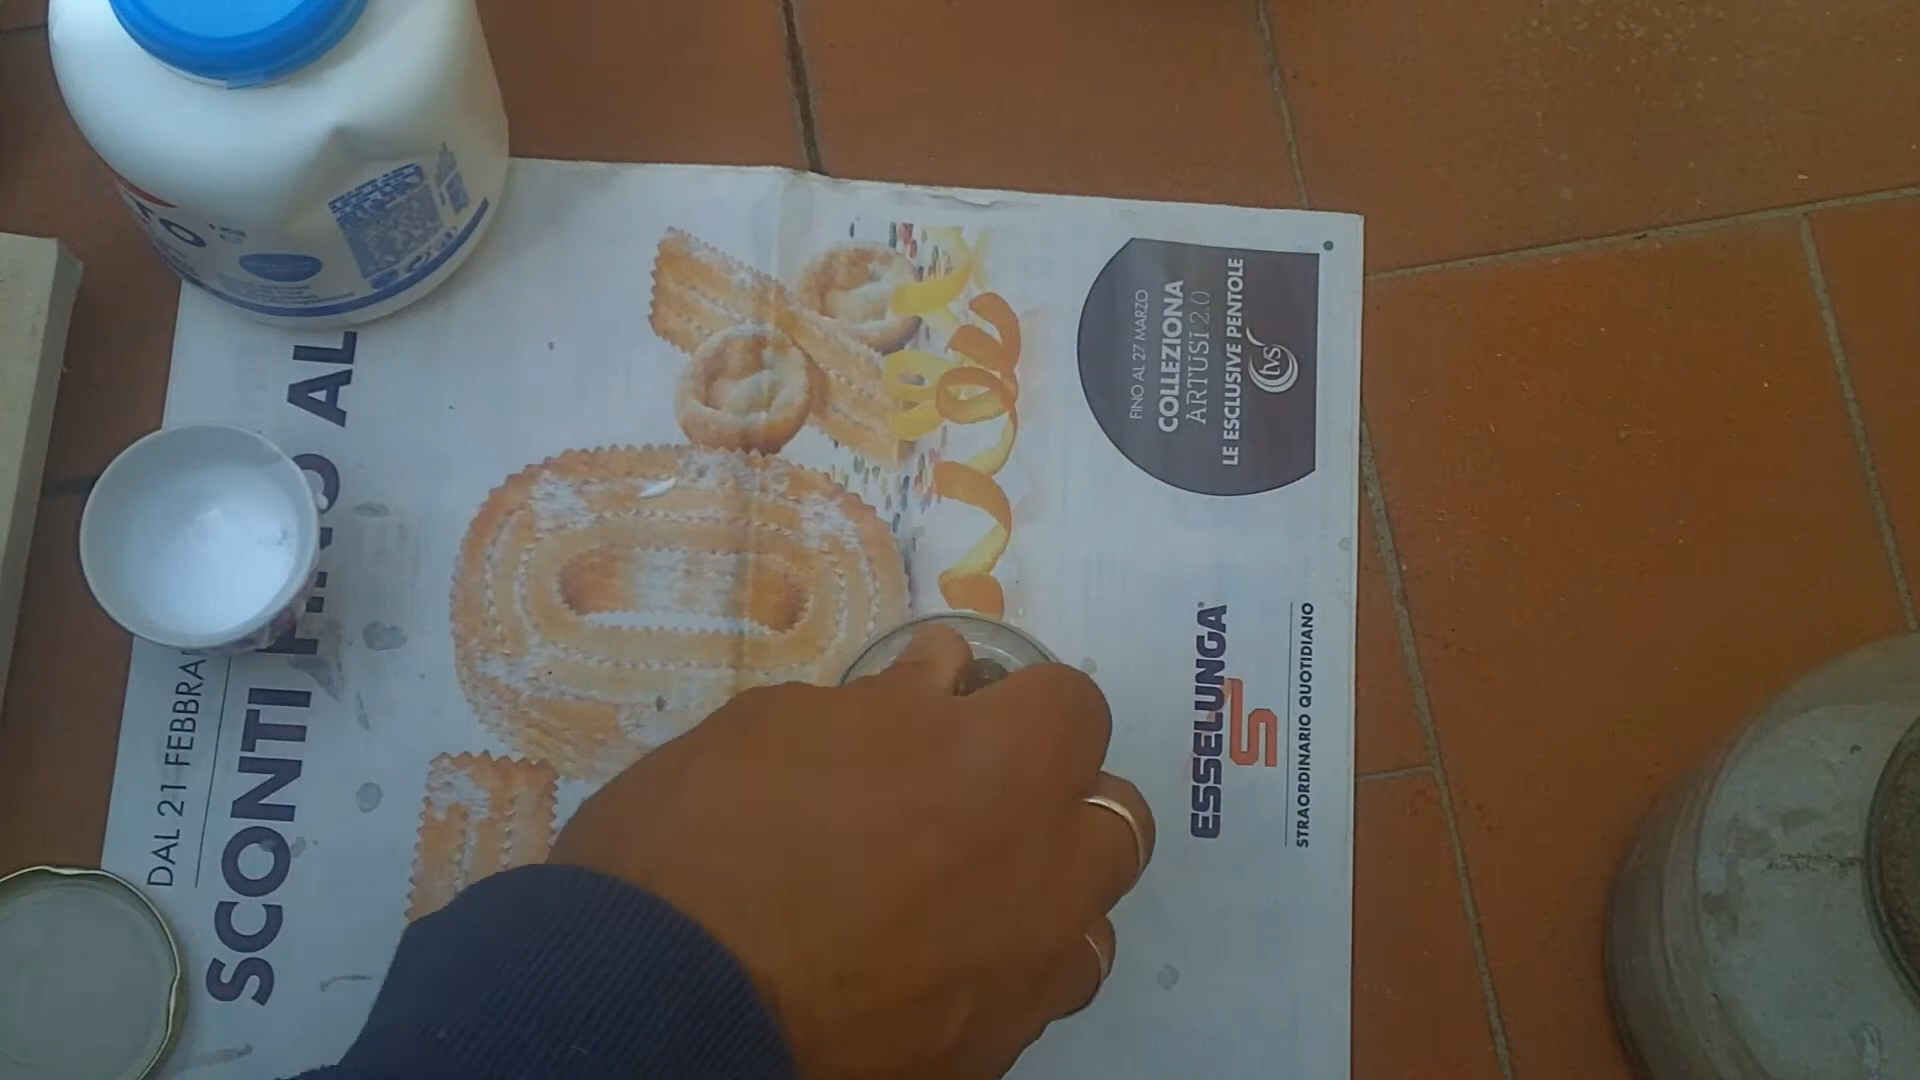 DAL 21 FEBBRA
SCONTI FINO AL
FINO AL 27 MARZO
COLLEZIONA
ARTUSI 2.0
LE ESCLUSIVE PENTOLE
tvs
ESSELUNGA
S
STRAORDINARIO QUOTIDIANO